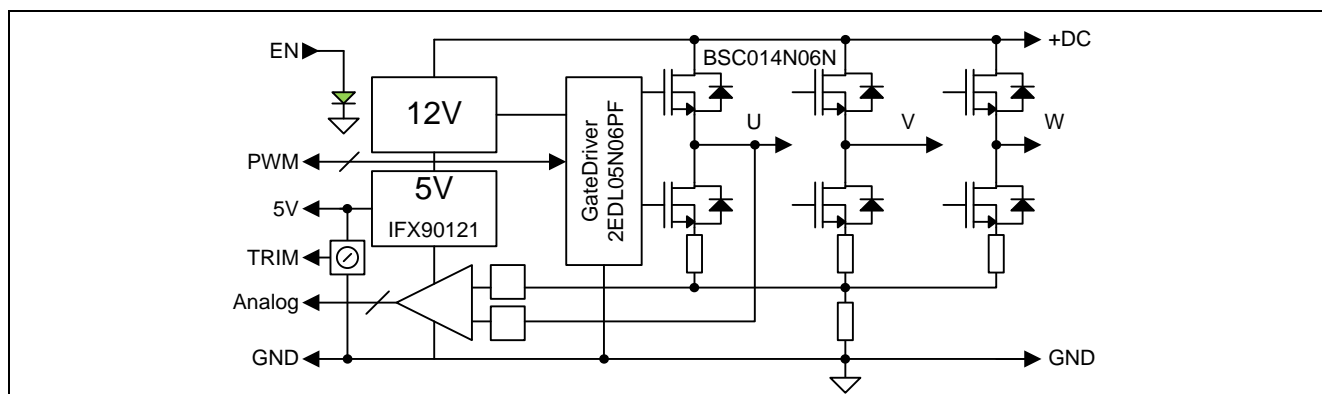 EN
+DC
BSC014N06N
12V
U
V
W
PWM
GateDriver
2EDL05N06PF
5V
5V
IFX90121
TRIM
Analog
GND
GND